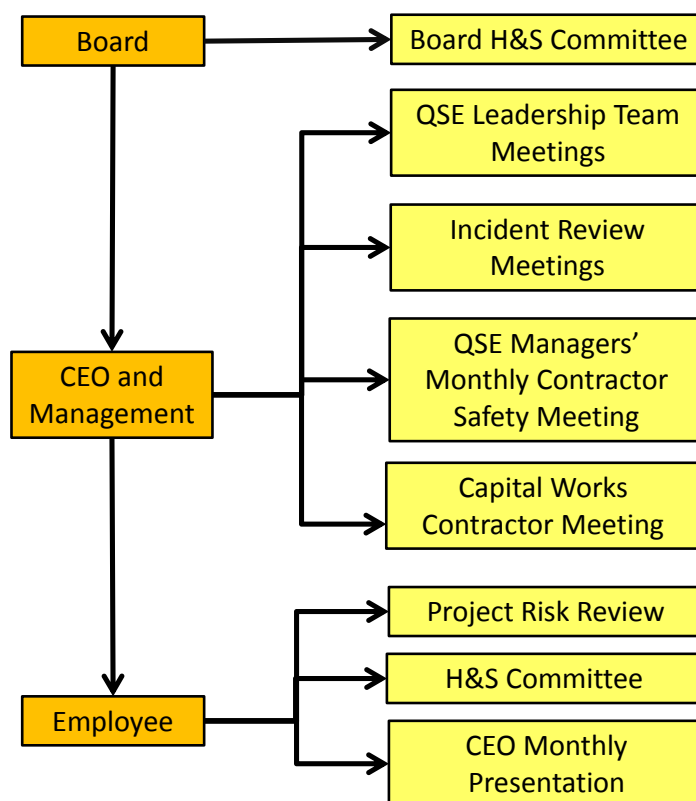 Board
Board H&S Committee
QSE Leadership Team
Meetings
Incident Review
Meetings
CEO and
Management
QSE Managers’
Monthly Contractor
Safety Meeting
Capital Works
Contractor Meeting
Project Risk Review
H&S Committee
Employee
CEO Monthly
Presentation